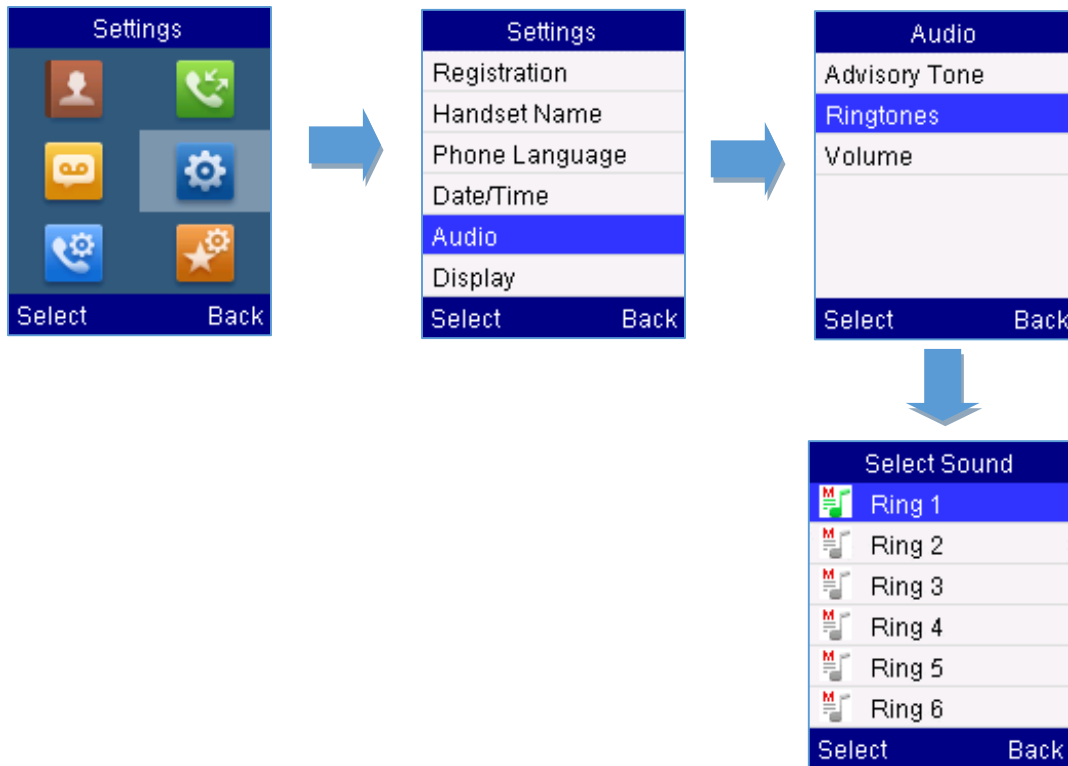 Settings
Select Back
Settings
Registration
Handset Name
Phone Language
Date/Time
Audio
Display
Select Back
Audio
Advisory Tone
Ringtones
Volume
Select Back
Select Sound
M Ring 1
M Ring 2
M Ring 3
M Ring 4
M Ring 5
M Ring 6
Select Back